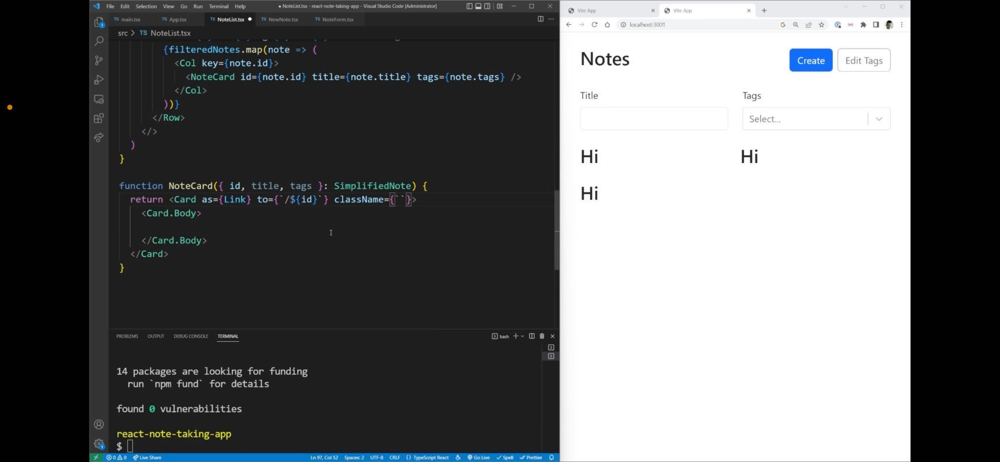 File Edit Selection View Go Run Terminal Help
● NoteList.tsx - react-note-taking-app - Visual Studio Code [Administrator]
TS main.tsx TS App.tsx TS NoteList.tsx ● TS NewNote.tsx TS NoteForm.tsx
src > TS NoteList.tsx
{filteredNotes.map(note => (
<Col key={note.id}>
<NoteCard id={note.id} title={note.title} tags={note.tags} />
</Col>
))}
</Row>
</>
)
}
function NoteCard({ id, title, tags }: SimplifiedNote) {
return <Card as={Link} to={`/${id}`} className={``}>
<Card.Body>
</Card.Body>
</Card>
}
PROBLEMS OUTPUT DEBUG CONSOLE TERMINAL
bash
14 packages are looking for funding
run `npm fund` for details
found 0 vulnerabilities
react-note-taking-app
$
0 0 Live Share
Ln 97, Col 52 Spaces: 2 UTF-8 CRLF {} TypeScript React Go Live Spell Prettier
Vite App
Vite App
localhost:3001
Notes
Create
Edit Tags
Title
Tags
Select...
Hi
Hi
Hi